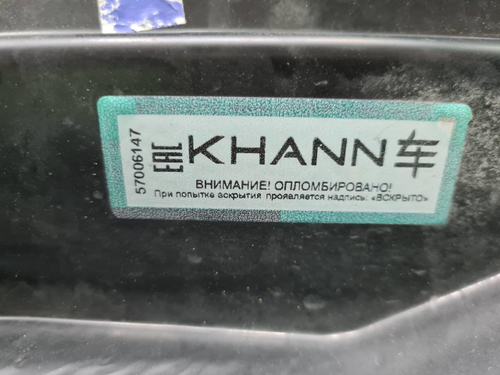 57006147
EAC
KHANN车
ВНИМАНИЕ! ОПЛОМБИРОВАНО!
При попытке вскрытия проявляется надпись: «ВСКРЫТО»